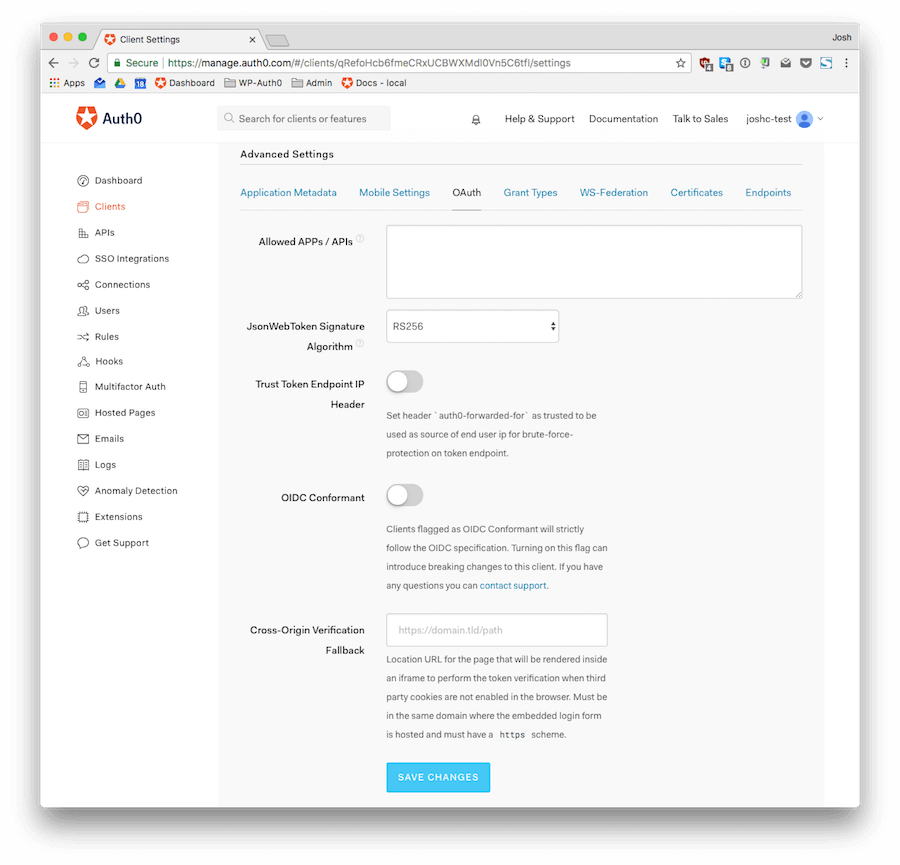 Client Settings
Josh
Secure https://manage.auth0.com/#/clients/qRefoHcb6fmeCRxUCBWXMdl0Vn5C6tfl/settings
Apps Dashboard WP-Auth0 Admin Docs - local
Auth0
Search for clients or features
Help & Support Documentation Talk to Sales joshc-test
Advanced Settings
Application Metadata Mobile Settings OAuth Grant Types WS-Federation Certificates Endpoints
Dashboard
Clients
APIs
SSO Integrations
Connections
Users
Rules
Hooks
Multifactor Auth
Hosted Pages
Emails
Logs
Anomaly Detection
Extensions
Get Support
Allowed APPs / APIs
JsonWebToken Signature
Algorithm
RS256
Trust Token Endpoint IP
Header
Set header `auth0-forwarded-for` as trusted to be
used as source of end user ip for brute-force-
protection on token endpoint.
OIDC Conformant
Clients flagged as OIDC Conformant will strictly
follow the OIDC specification. Turning on this flag can
introduce breaking changes to this client. If you have
any questions you can contact support.
Cross-Origin Verification
Fallback
https://domain.tld/path
Location URL for the page that will be rendered inside
an iframe to perform the token verification when third
party cookies are not enabled in the browser. Must be
in the same domain where the embedded login form
is hosted and must have a https scheme.
SAVE CHANGES